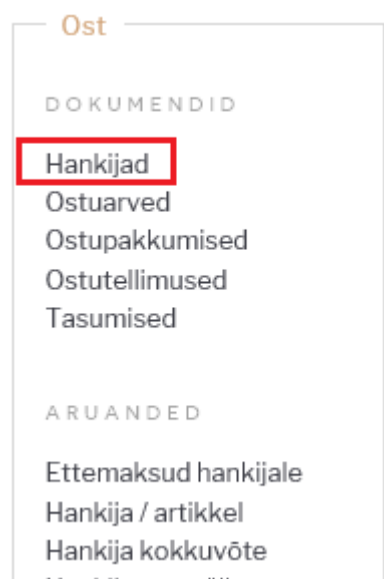 Ost
DOKUMENDID
Hankijad
Ostuarved
Ostupakkumised
Ostutellimused
Tasumised
ARUANDED
Ettemaksud hankijale
Hankija / artikkel
Hankija kokkuvõte